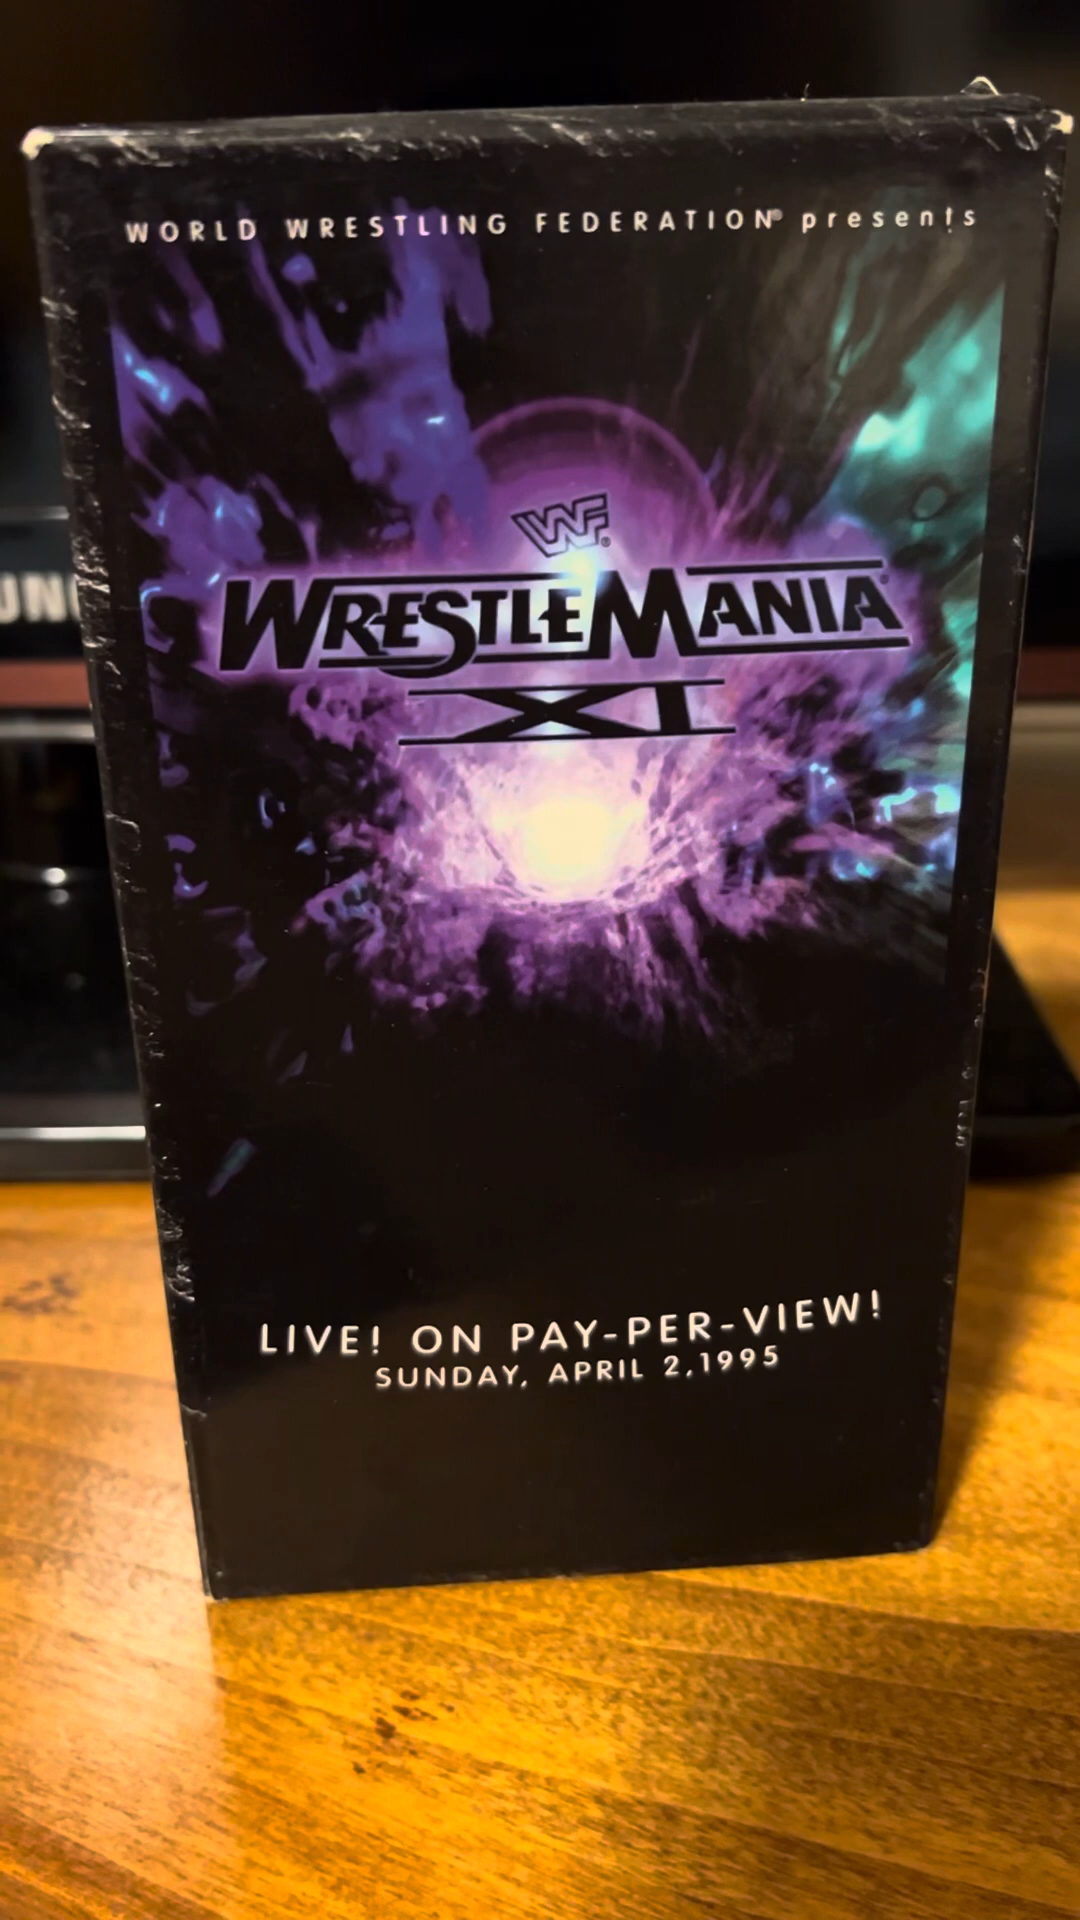 WORLD WRESTLING FEDERATION® presents
WWF®
WRESTLEMANIA®
XI
LIVE! ON PAY-PER-VIEW!
SUNDAY, APRIL 2, 1995